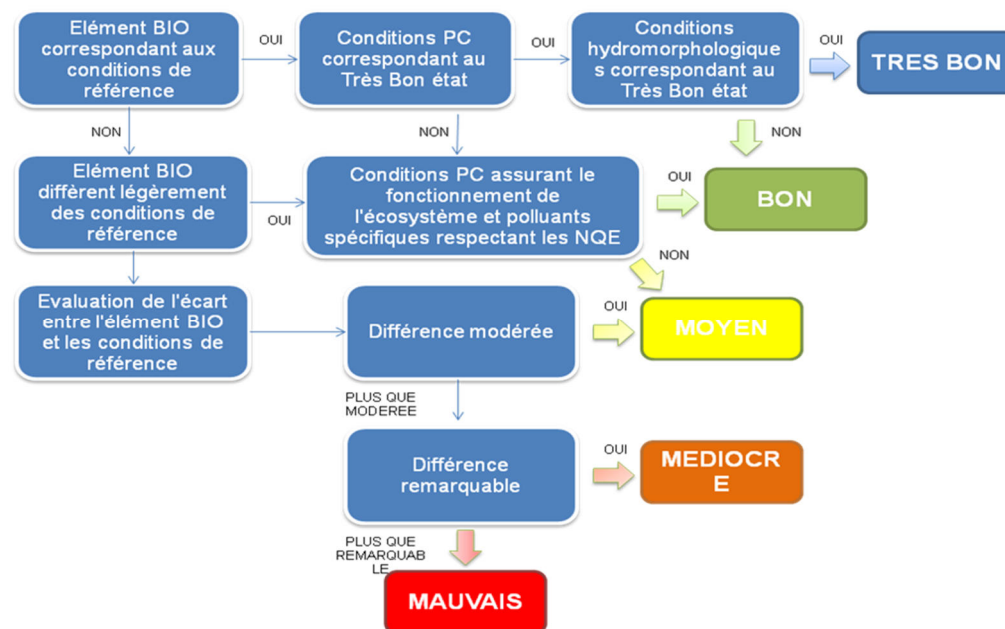 Elément BIO
correspondant aux
conditions de
référence
OUI
Conditions PC
correspondant au
Très Bon état
OUI
Conditions
hydromorphologique
s correspondant au
Très Bon état
OUI
TRES BON
NON
NON
NON
Elément BIO
diffèrent légèrement
des conditions de
référence
OUI
Conditions PC assurant le
fonctionnement de
l'écosystème et polluants
spécifiques respectant les NQE
OUI
BON
NON
Evaluation de l'écart
entre l'élément BIO
et les conditions de
référence
Différence modérée
OUI
MOYEN
PLUS QUE
MODEREE
Différence
remarquable
OUI
MEDIOCR
E
PLUS QUE
REMARQUAB
LE
MAUVAIS